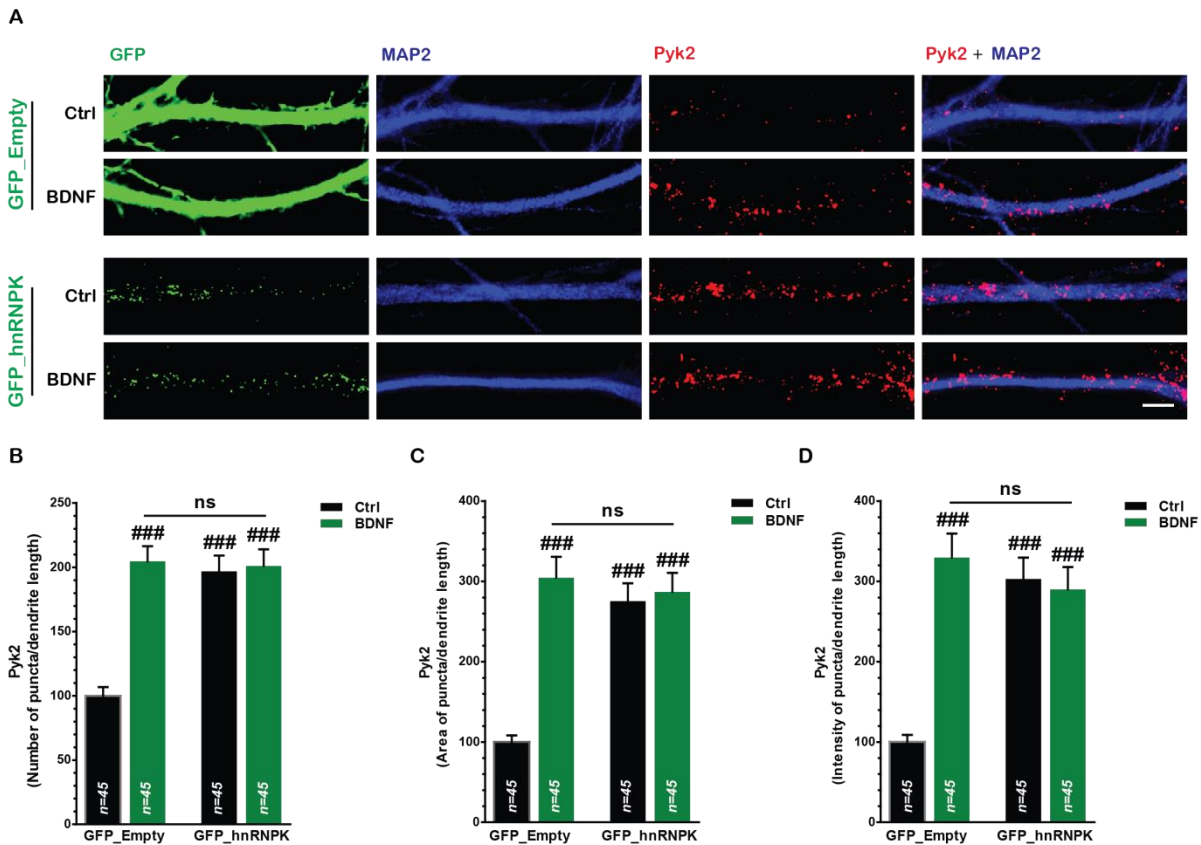 A
GFP
MAP2
Pyk2
Pyk2 + MAP2
GFP_Empty
Ctrl
BDNF
GFP_hnRNPK
Ctrl
BDNF
B
Pyk2
(Number of puncta/dendrite length)
250
200
150
100
50
0
ns
###
###
###
n=45
n=45
n=45
n=45
GFP_Empty
GFP_hnRNPK
Ctrl
BDNF
C
Pyk2
(Area of puncta/dendrite length)
400
300
200
100
0
ns
###
###
###
n=45
n=45
n=45
n=45
GFP_Empty
GFP_hnRNPK
Ctrl
BDNF
D
Pyk2
(Intensity of puncta/dendrite length)
400
300
200
100
0
ns
###
###
###
n=45
n=45
n=45
n=45
GFP_Empty
GFP_hnRNPK
Ctrl
BDNF